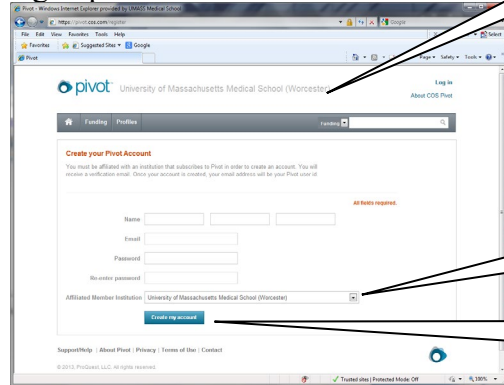 Pivot - Windows Internet Explorer provided by UMASS Medical School
https://pivot.cos.com/register
Google
File Edit View Favorites Tools Help
Select
Favorites Suggested Sites Google
Pivot
Page Safety Tools
pivot University of Massachusetts Medical School (Worcester)
Log in
About COS Pivot
Funding Profiles
Funding
Create your Pivot Account
You must be affiliated with an institution that subscribes to Pivot in order to create an account. You will
receive a verification email. Once your account is created, your email address will be your Pivot user id
All fields required.
Name
Email
Password
Re-enter password
Affiliated Member Institution University of Massachusetts Medical School (Worcester)
Create my account
Support/Help | About Pivot | Privacy | Terms of Use | Contact
© 2012, ProQuest, LLC. All rights reserved.
Trusted sites | Protected Mode: Off
100%